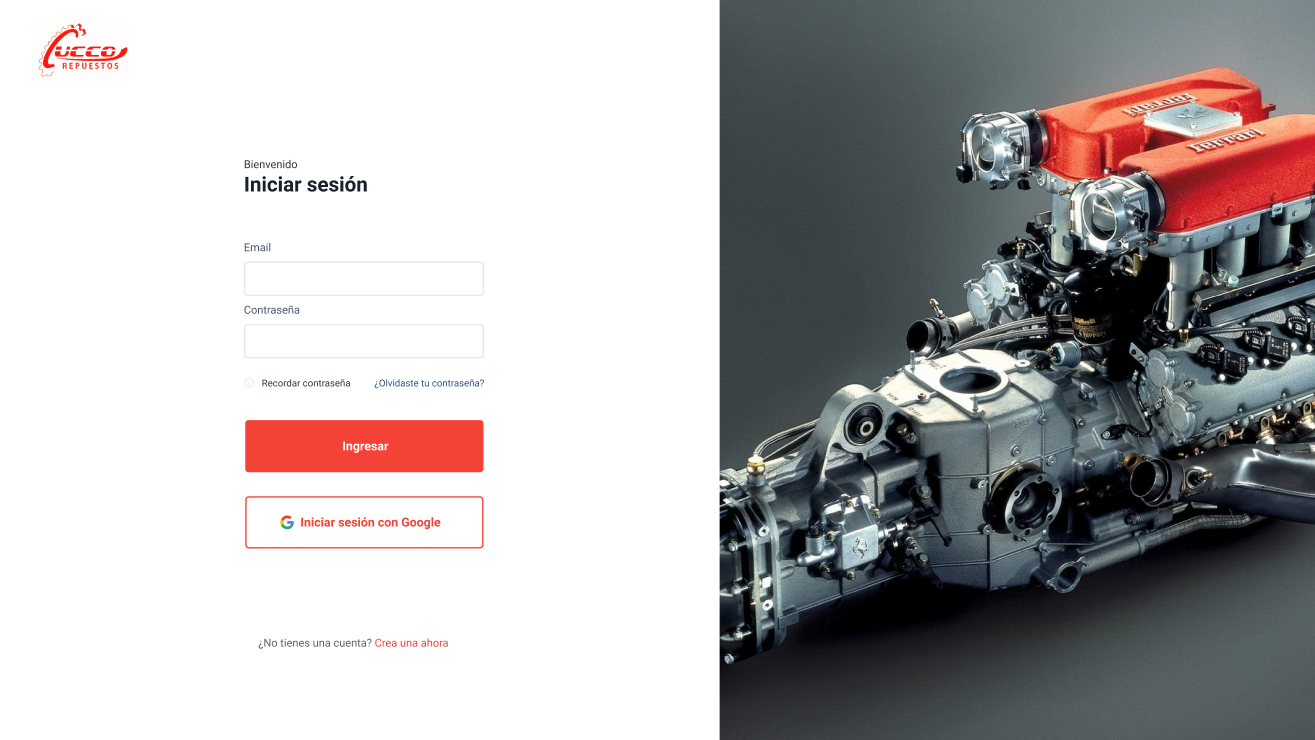 CUCCO
REPUESTOS
Bienvenido
Iniciar sesión
Email
Contraseña
Recordar contraseña ¿Olvidaste tu contraseña?
Ingresar
Iniciar sesión con Google
¿No tienes una cuenta? Crea una ahora
Ferrari
Ferrari